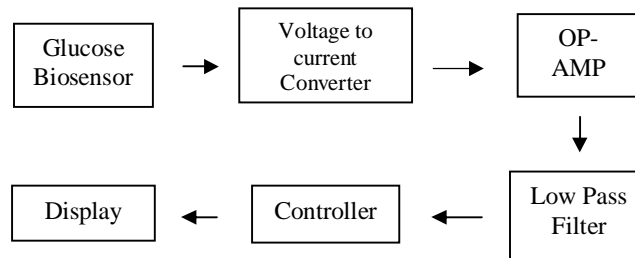 Glucose
Biosensor
Voltage to
current
Converter
OP-
AMP
Low Pass
Filter
Controller
Display